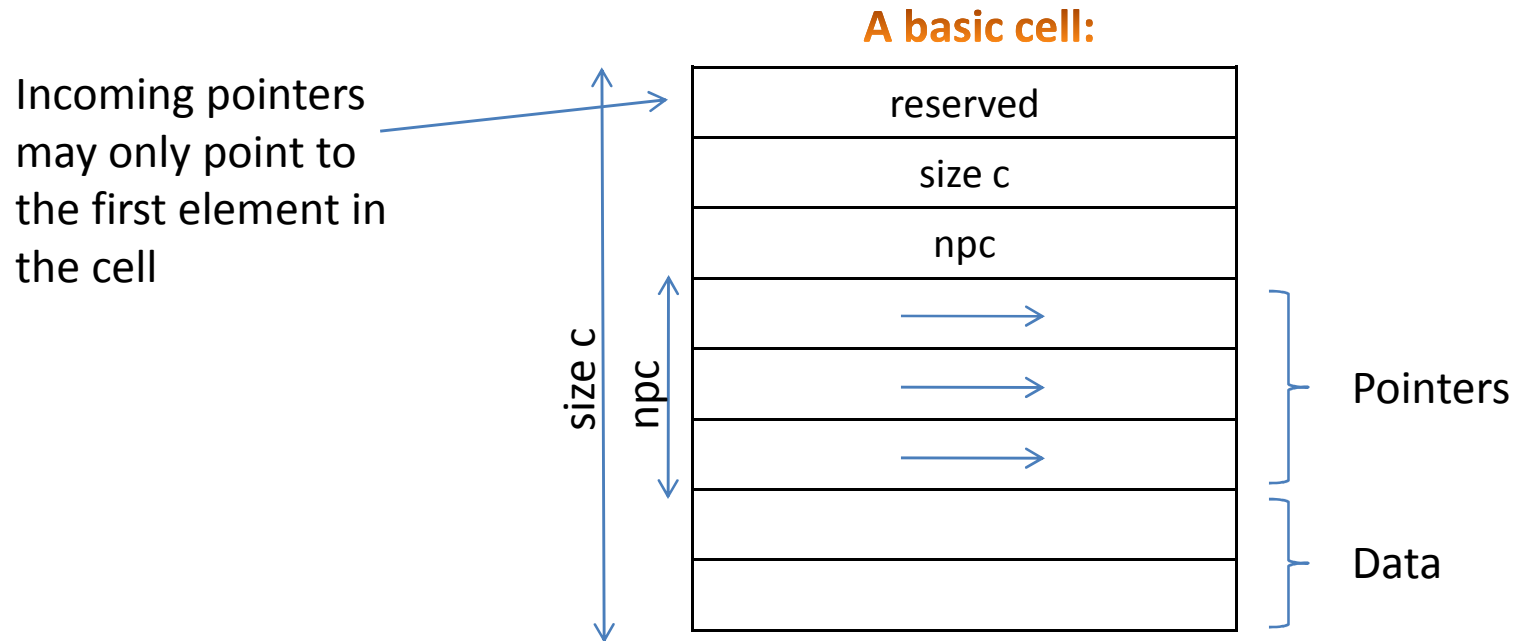 A basic cell:
Incoming pointers
may only point to
the first element in
the cell
reserved
size c
npc
size c
npc
Pointers
Data